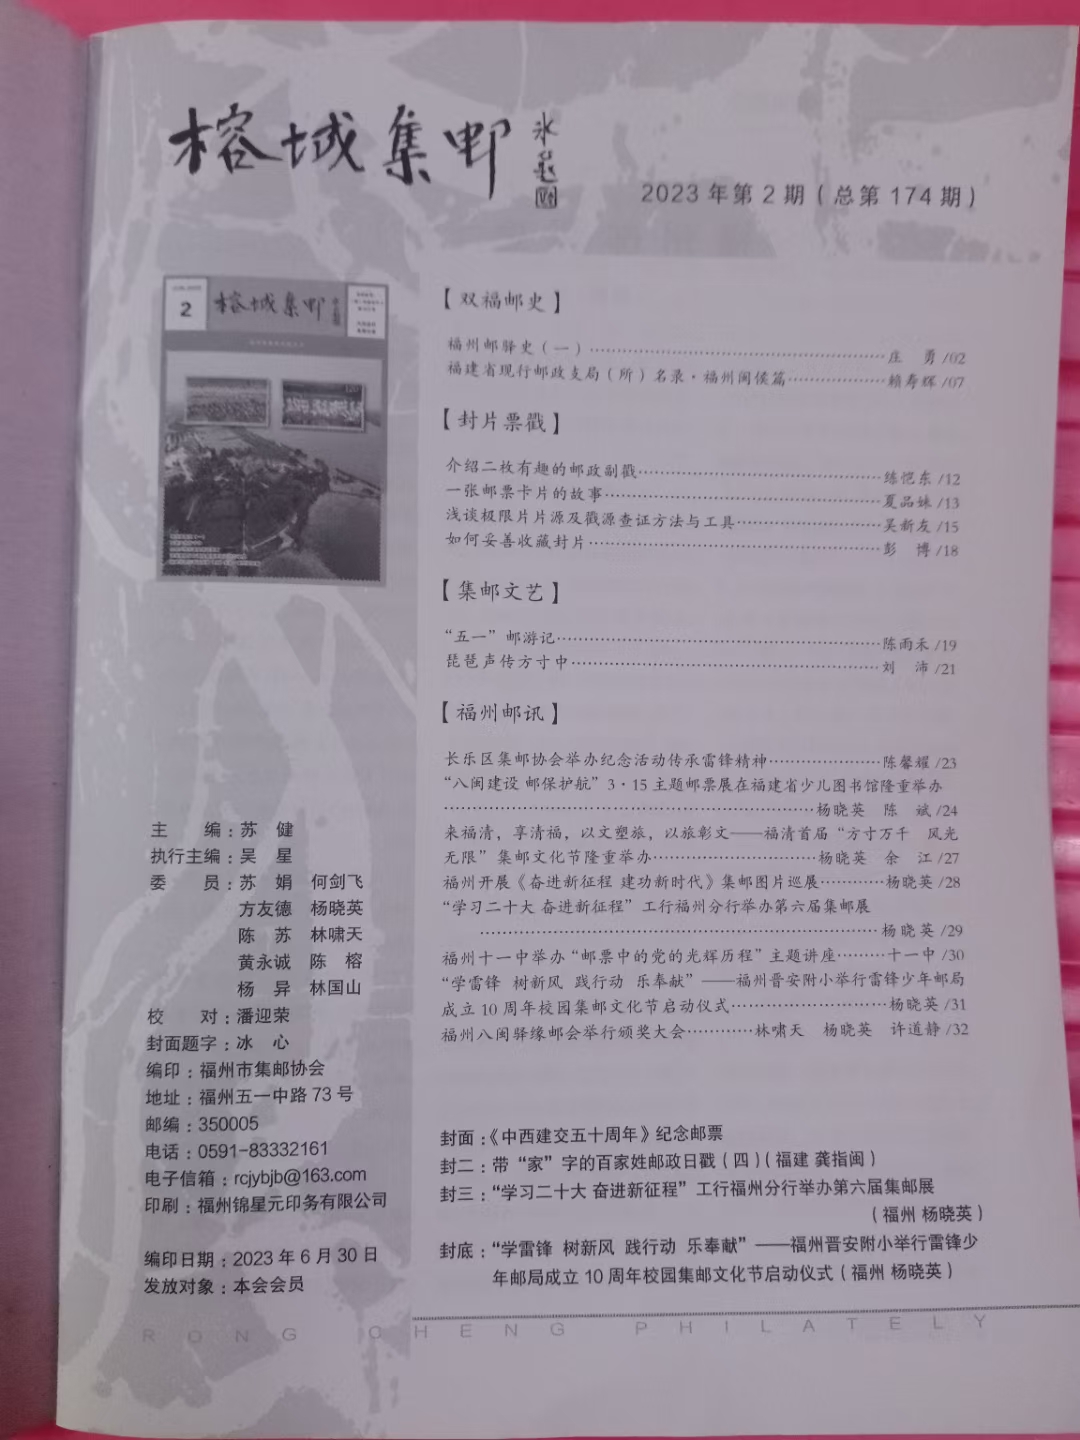 榕城集邮
冰心题
2023年第2期(总第174期)
2
榕城集邮
【双福邮史】
福州邮驿史(一)……庄　勇/02
福建省现行邮政支局(所)名录·福州闽侯篇……赖寿辉/07
【封片票戳】
介绍二枚有趣的邮政副戳……练恺东/12
一张邮票卡片的故事……夏品妹/13
浅谈极限片片源及戳源查证方法与工具……吴新友/15
如何妥善收藏封片……彭　博/18
【集邮文艺】
“五一”邮游记……陈雨禾/19
琵琶声传方寸中……刘　沛/21
【福州邮讯】
长乐区集邮协会举办纪念活动传承雷锋精神……陈馨耀/23
“八闽建设 邮保护航”3·15主题邮票展在福建省少儿图书馆隆重举办
……杨晓英　陈　斌/24
来福清，享清福，以文塑旅，以旅彰文——福清首届“方寸万千　风光
无限”集邮文化节隆重举办……杨晓英　余　江/27
福州开展《奋进新征程 建功新时代》集邮图片巡展……杨晓英/28
“学习二十大 奋进新征程”工行福州分行举办第六届集邮展
……杨晓英/29
福州十一中举办“邮票中的党的光辉历程”主题讲座……十一中/30
“学雷锋 树新风 践行动 乐奉献”——福州晋安附小举行雷锋少年邮局
成立10周年校园集邮文化节启动仪式……杨晓英/31
福州八闽驿缘邮会举行颁奖大会……林啸天　杨晓英　许道静/32
主　　编：苏　健
执行主编：吴　星
委　　员：苏　娟　何剑飞
方友德　杨晓英
陈　苏　林啸天
黄永诚　陈　榕
杨　异　林国山
校　　对：潘迎荣
封面题字：冰　心
编印：福州市集邮协会
地址：福州五一中路73号
邮编：350005
电话：0591-83332161
电子信箱：rcjybjb@163.com
印刷：福州锦星元印务有限公司
编印日期：2023年6月30日
发放对象：本会会员
封面：《中西建交五十周年》纪念邮票
封二：带“家”字的百家姓邮政日戳(四)(福建 龚指闽)
封三：“学习二十大 奋进新征程”工行福州分行举办第六届集邮展
(福州 杨晓英)
封底：“学雷锋 树新风 践行动 乐奉献”——福州晋安附小举行雷锋少
年邮局成立10周年校园集邮文化节启动仪式(福州 杨晓英)
RONG CHENG PHILATELY